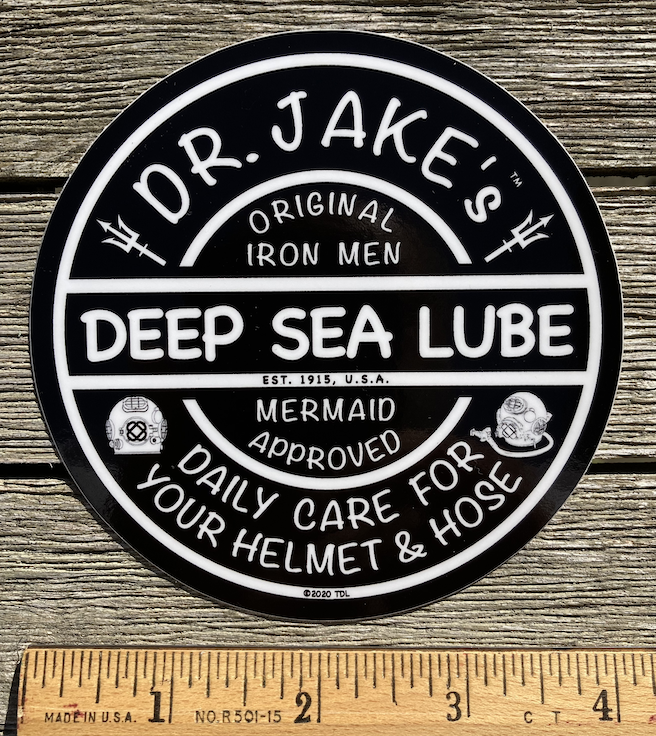 DR. JAKE's™
ORIGINAL
IRON MEN
DEEP SEA LUBE
EST. 1915, U.S.A.
MERMAID
APPROVED
DAILY CARE FOR
YOUR HELMET & HOSE
©2020 TDL
MADE IN U.S.A. 1 NO. R501-15 2 3 C T. 4